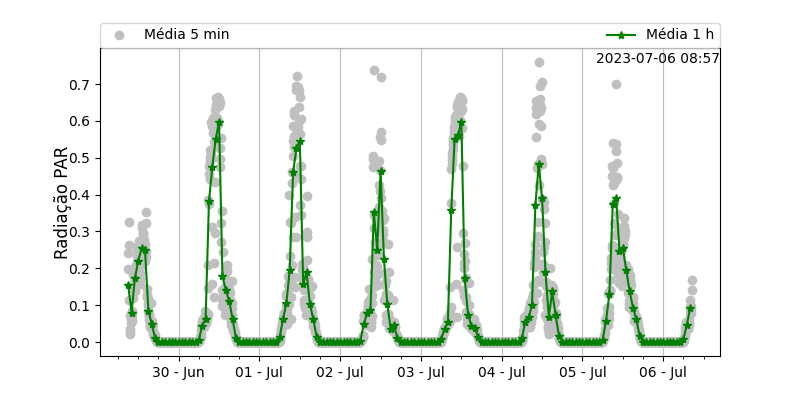 Média 5 min
Média 1 h
2023-07-06 08:57
Radiação PAR
0.7
0.6
0.5
0.4
0.3
0.2
0.1
0.0
30 - Jun
01 - Jul
02 - Jul
03 - Jul
04 - Jul
05 - Jul
06 - Jul